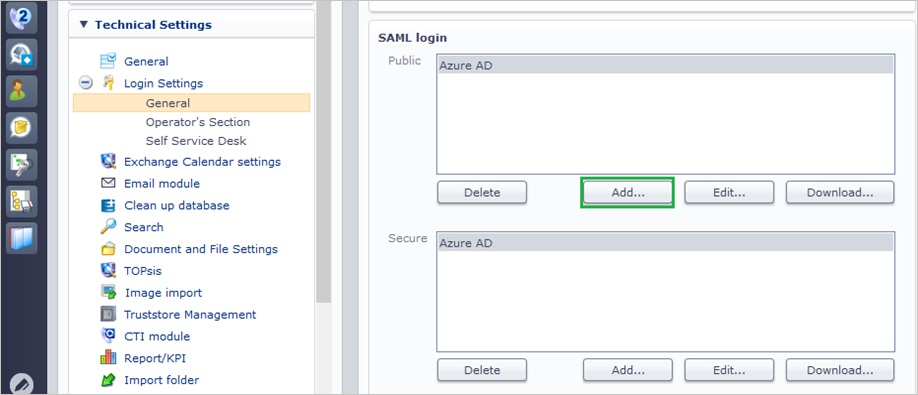 2
Technical Settings
General
Login Settings
General
Operator's Section
Self Service Desk
Exchange Calendar settings
Email module
Clean up database
Search
Document and File Settings
TOPsis
Image import
Truststore Management
CTI module
Report/KPI
Import folder
SAML login
Public
Azure AD
Delete Add... Edit... Download...
Secure
Azure AD
Delete Add... Edit... Download...